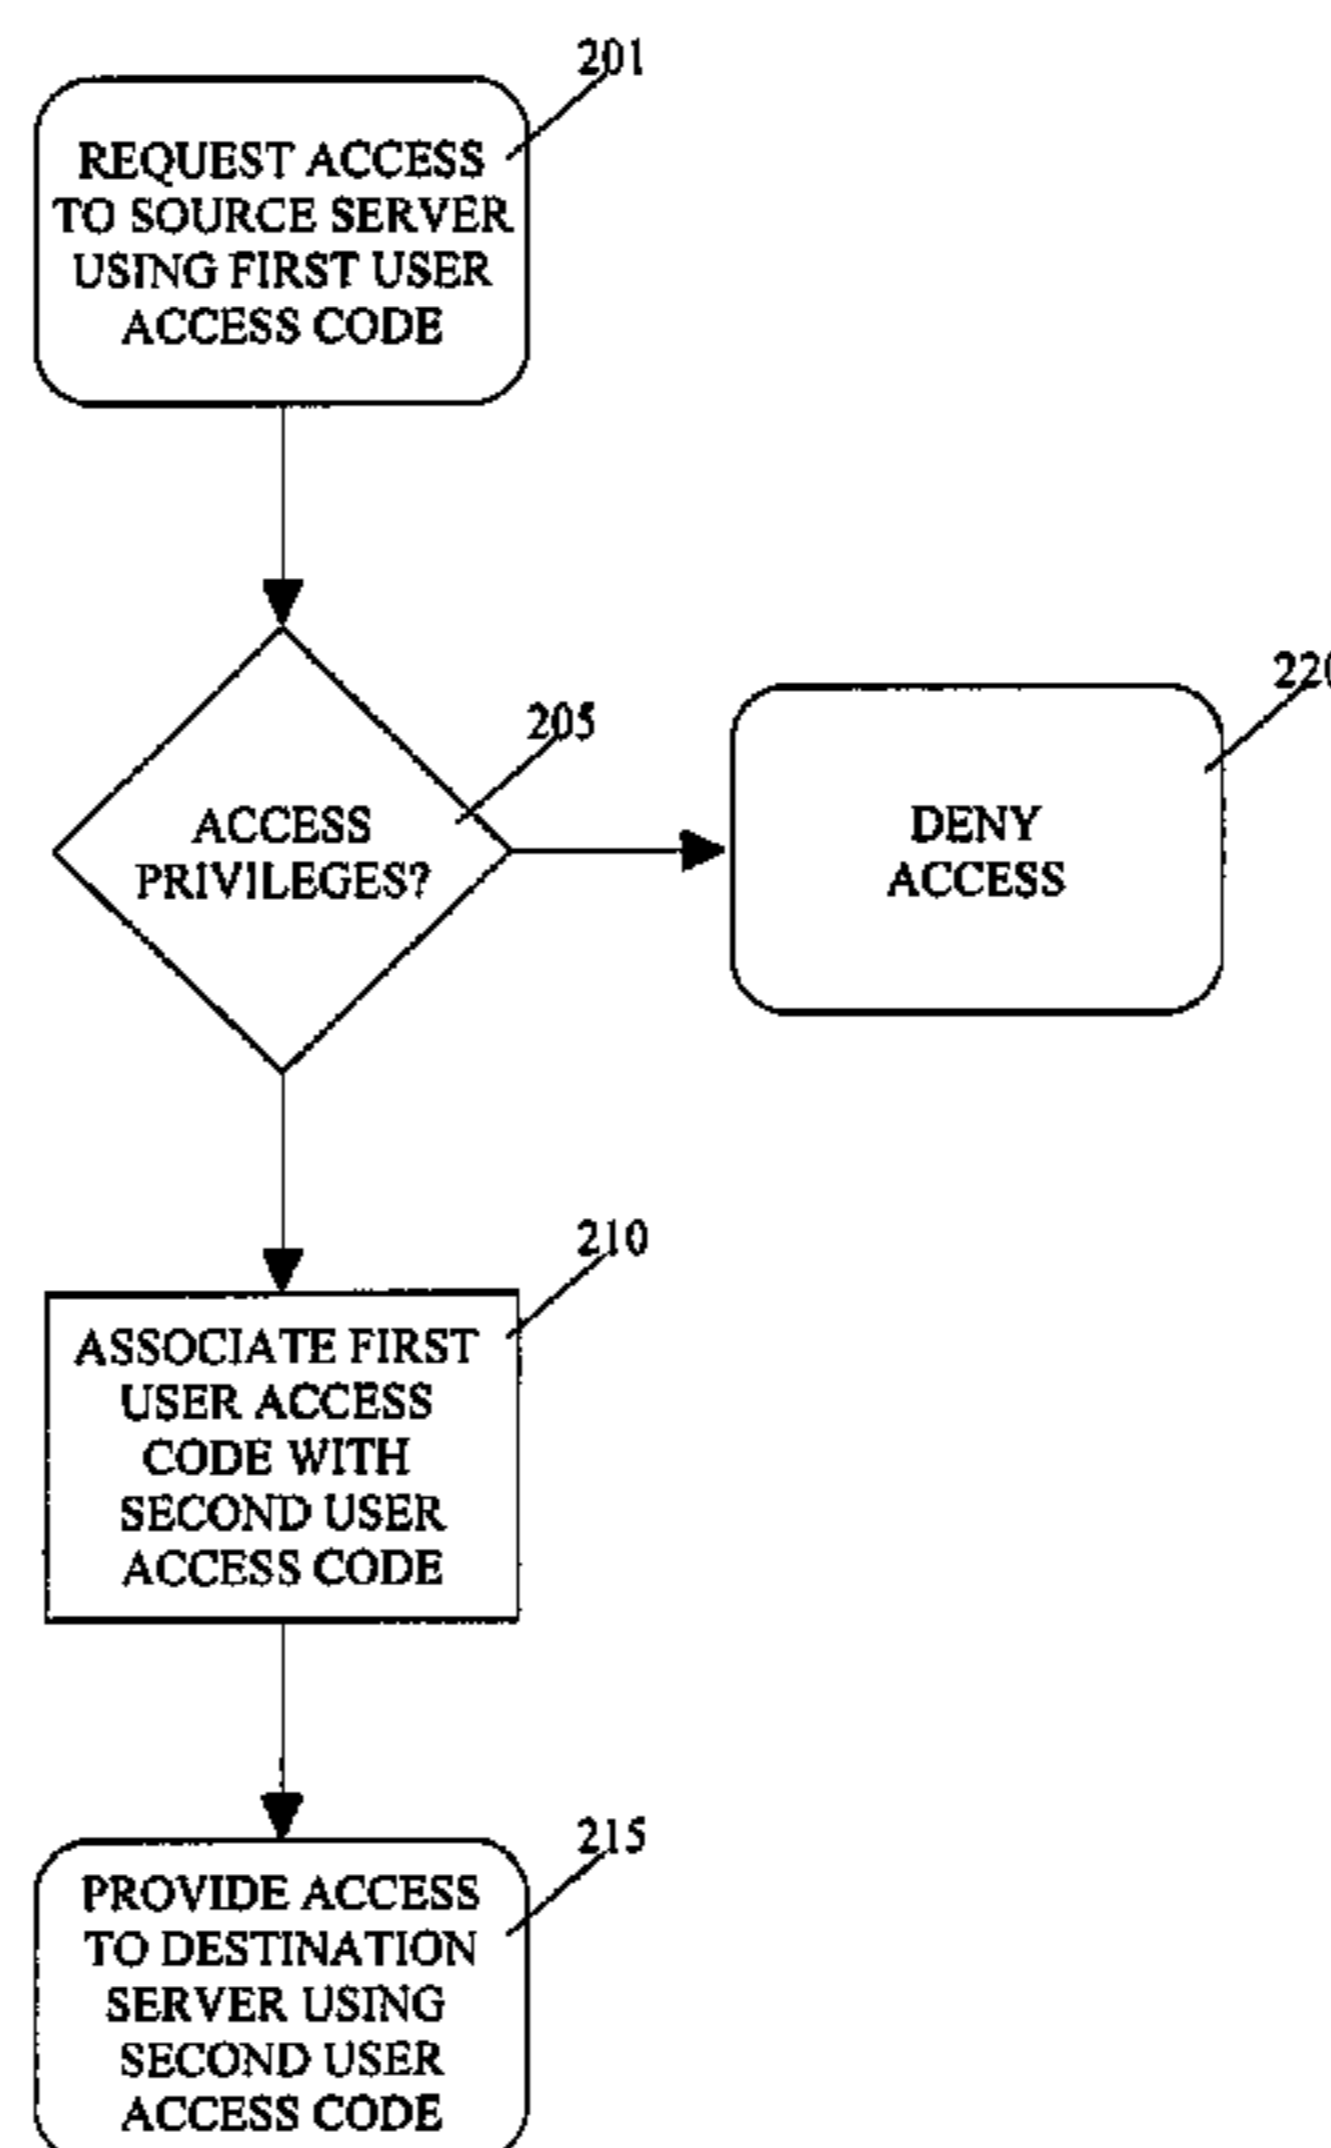 201
REQUEST ACCESS
TO SOURCE SERVER
USING FIRST USER
ACCESS CODE
205
ACCESS
PRIVILEGES?
220
DENY
ACCESS
210
ASSOCIATE FIRST
USER ACCESS
CODE WITH
SECOND USER
ACCESS CODE
215
PROVIDE ACCESS
TO DESTINATION
SERVER USING
SECOND USER
ACCESS CODE